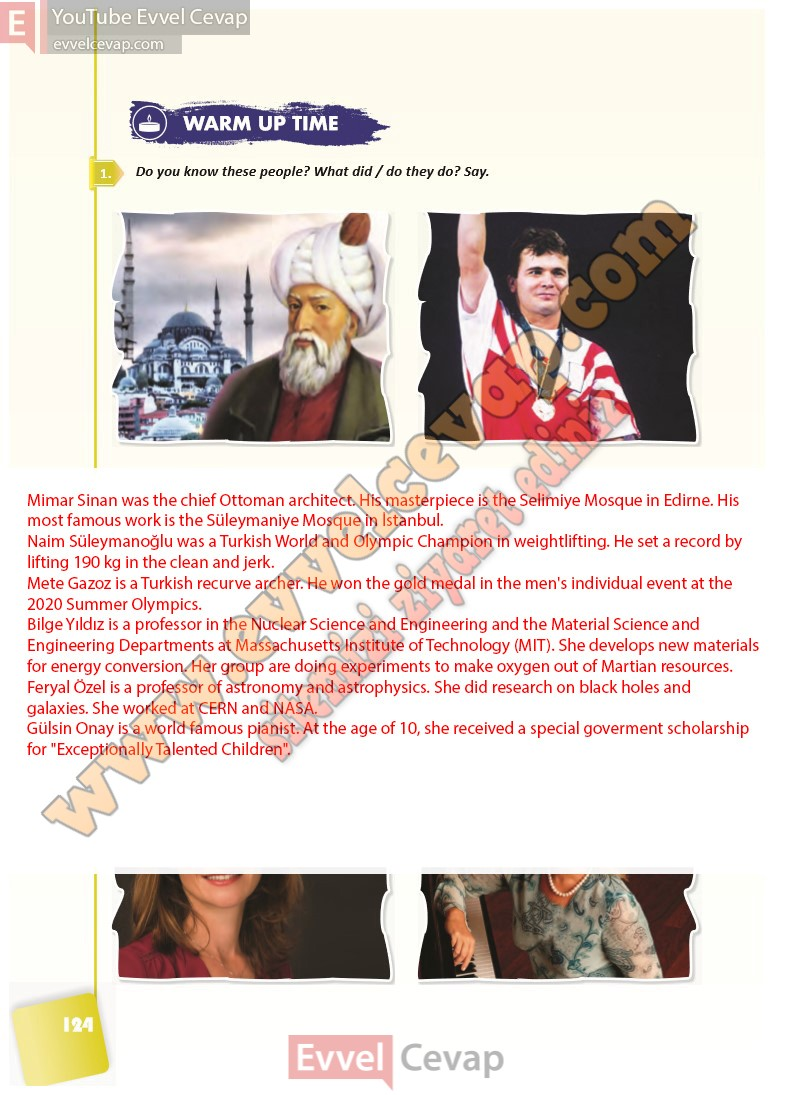 YouTube Evvel Cevap
evvelcevap.com
WARM UP TIME
1. Do you know these people? What did / do they do? Say.
Mimar Sinan was the chief Ottoman architect. His masterpiece is the Selimiye Mosque in Edirne. His
most famous work is the Süleymaniye Mosque in İstanbul.
Naim Süleymanoğlu was a Turkish World and Olympic Champion in weightlifting. He set a record by
lifting 190 kg in the clean and jerk.
Mete Gazoz is a Turkish recurve archer. He won the gold medal in the men's individual event at the
2020 Summer Olympics.
Bilge Yıldız is a professor in the Nuclear Science and Engineering and the Material Science and
Engineering Departments at Massachusetts Institute of Technology (MIT). She develops new materials
for energy conversion. Her group are doing experiments to make oxygen out of Martian resources.
Feryal Özel is a professor of astronomy and astrophysics. She did research on black holes and
galaxies. She worked at CERN and NASA.
Gülsin Onay is a world famous pianist. At the age of 10, she received a special goverment scholarship
for "Exceptionally Talented Children".
www.evvelcevap.com
sitemizi ziyaret ediniz
124
Evvel Cevap